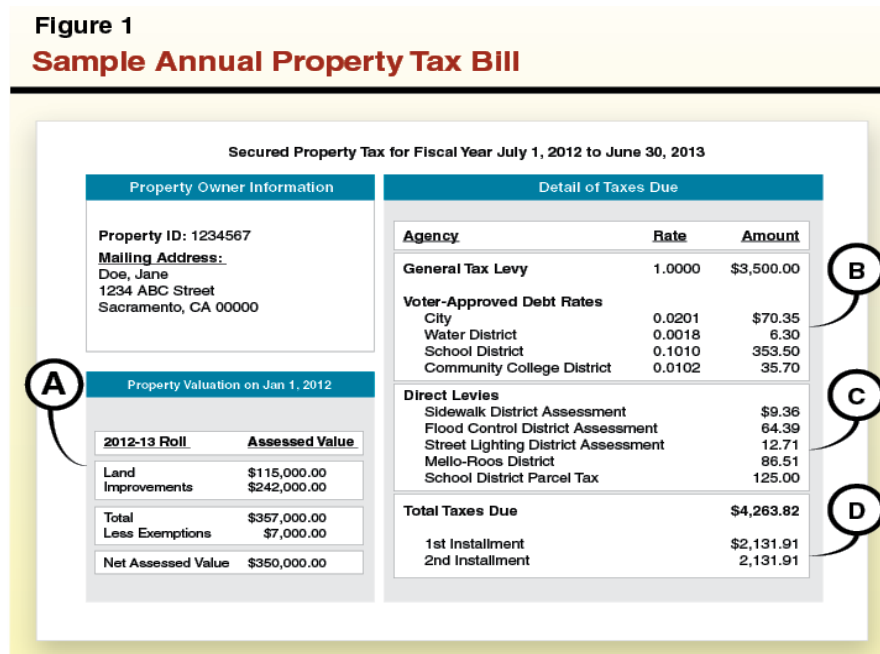 Figure 1
Sample Annual Property Tax Bill
Secured Property Tax for Fiscal Year July 1, 2012 to June 30, 2013
Property Owner Information
Property ID: 1234567
Mailing Address:
Doe, Jane
1234 ABC Street
Sacramento, CA 00000
A
Property Valuation on Jan 1, 2012
2012-13 Roll Assessed Value
Land $115,000.00
Improvements $242,000.00
Total $357,000.00
Less Exemptions $7,000.00
Net Assessed Value $350,000.00
Detail of Taxes Due
Agency Rate Amount
General Tax Levy 1.0000 $3,500.00
B
Voter-Approved Debt Rates
City 0.0201 $70.35
Water District 0.0018 6.30
School District 0.1010 353.50
Community College District 0.0102 35.70
Direct Levies
C
Sidewalk District Assessment $9.36
Flood Control District Assessment 64.39
Street Lighting District Assessment 12.71
Mello-Roos District 86.51
School District Parcel Tax 125.00
Total Taxes Due $4,263.82
D
1st Installment $2,131.91
2nd Installment 2,131.91